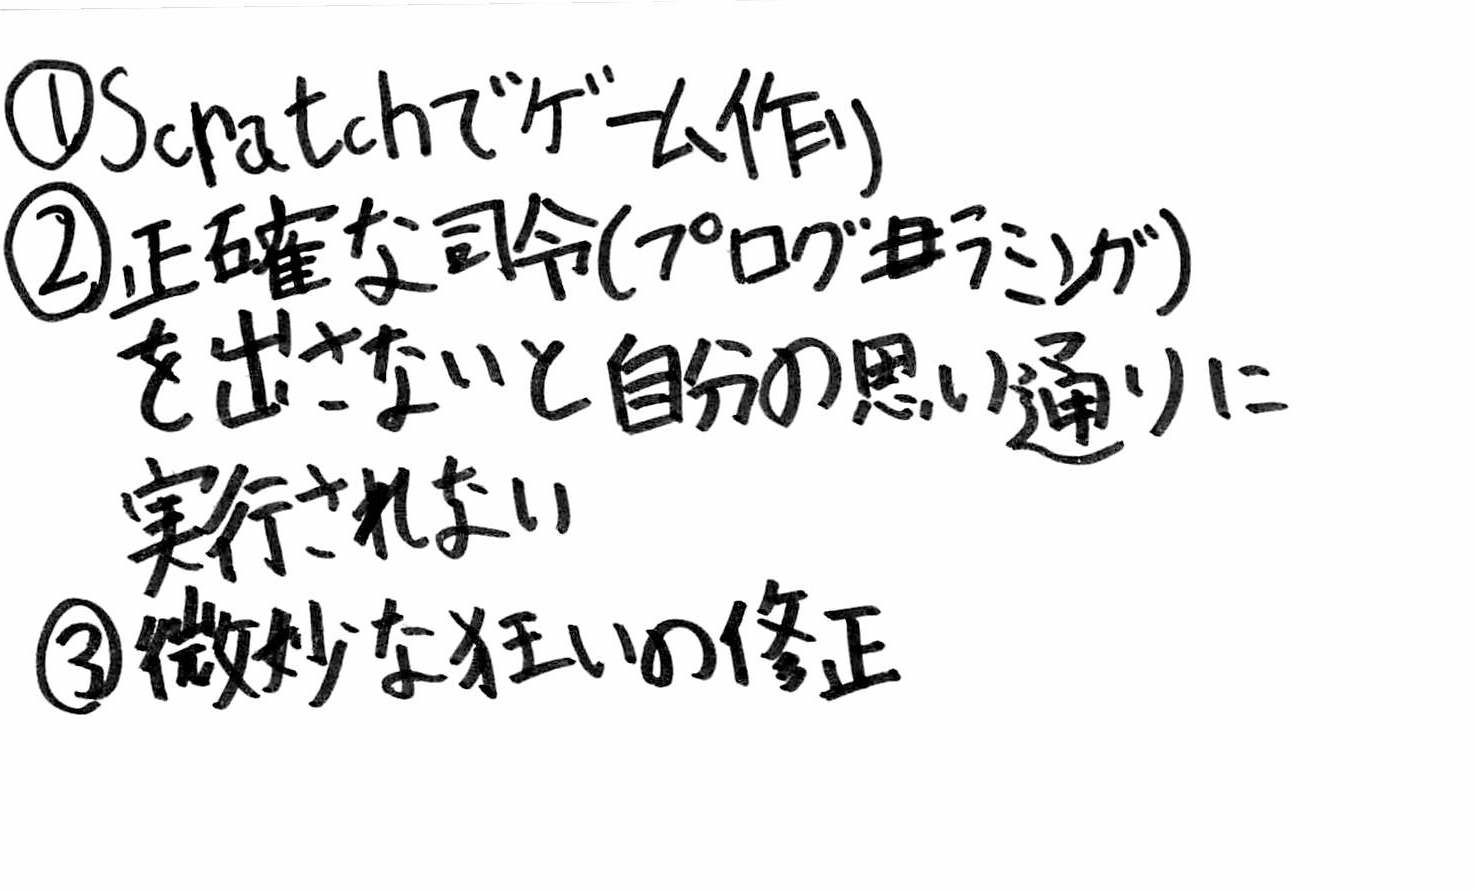 ①Scratchでゲーム作り
②正確な司令(プログラミング)
を出さないと自分の思い通りに
実行されない
③微妙な狂いの修正